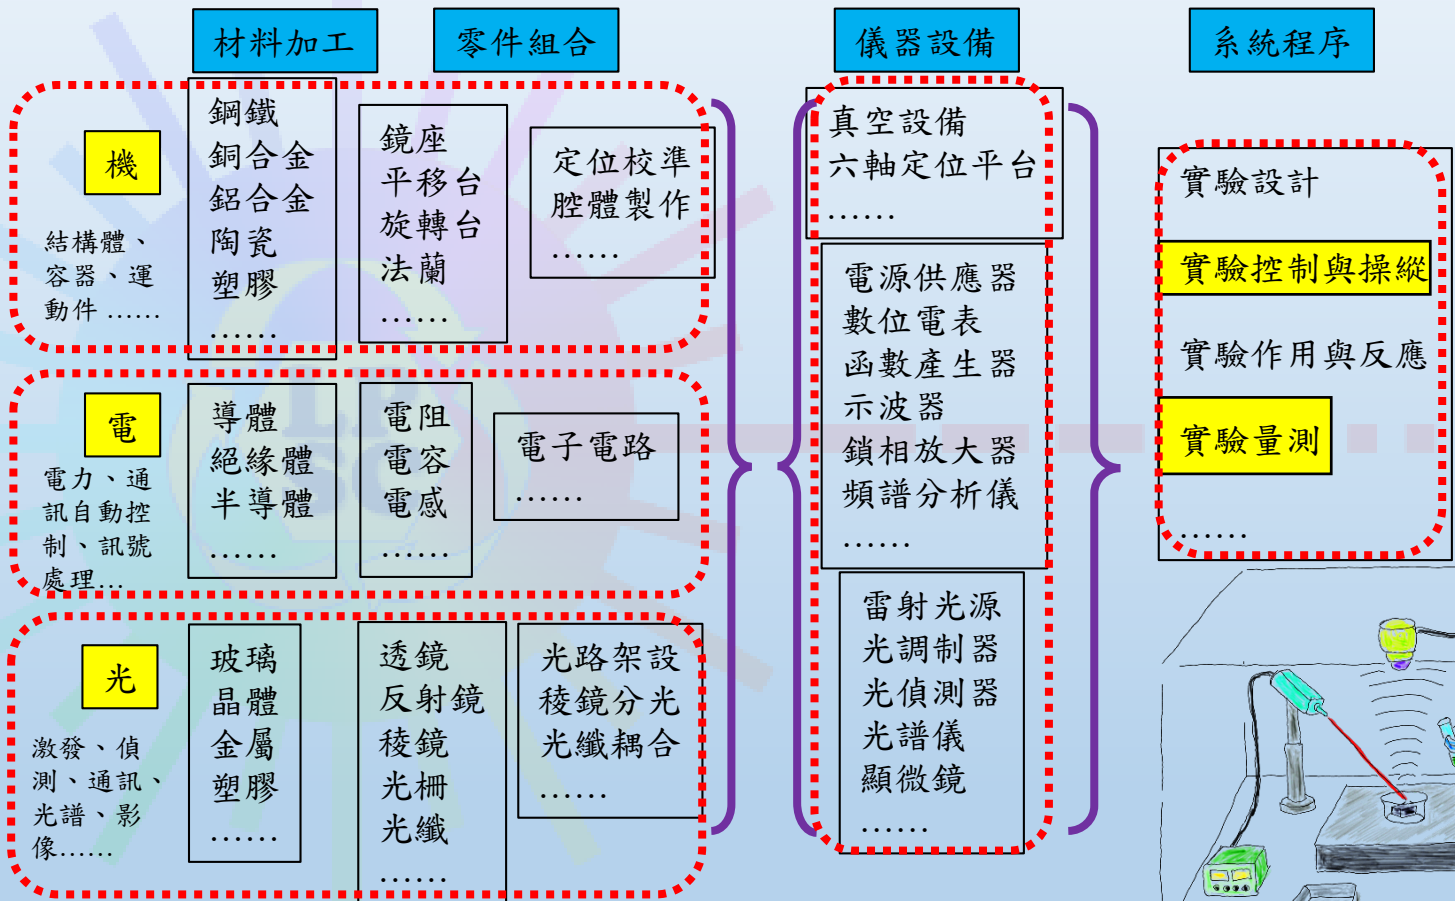 材料加工
零件組合
儀器設備
系統程序
機
結構體、
容器、運
動件......
鋼鐵
銅合金
鋁合金
陶瓷
塑膠
......
鏡座
平移台
旋轉台
法蘭
......
定位校準
腔體製作
......
電
電力、通
訊自動控
制、訊號
處理...
導體
絕緣體
半導體
......
電阻
電容
電感
......
電子電路
......
光
激發、偵
測、通訊、
光譜、影
像......
玻璃
晶體
金屬
塑膠
......
透鏡
反射鏡
稜鏡
光柵
光纖
......
光路架設
稜鏡分光
光纖耦合
......
真空設備
六軸定位平台
......
電源供應器
數位電表
函數產生器
示波器
鎖相放大器
頻譜分析儀
......
雷射光源
光調制器
光偵測器
光譜儀
顯微鏡
......
實驗設計
實驗控制與操縱
實驗作用與反應
實驗量測
......
LP
SC